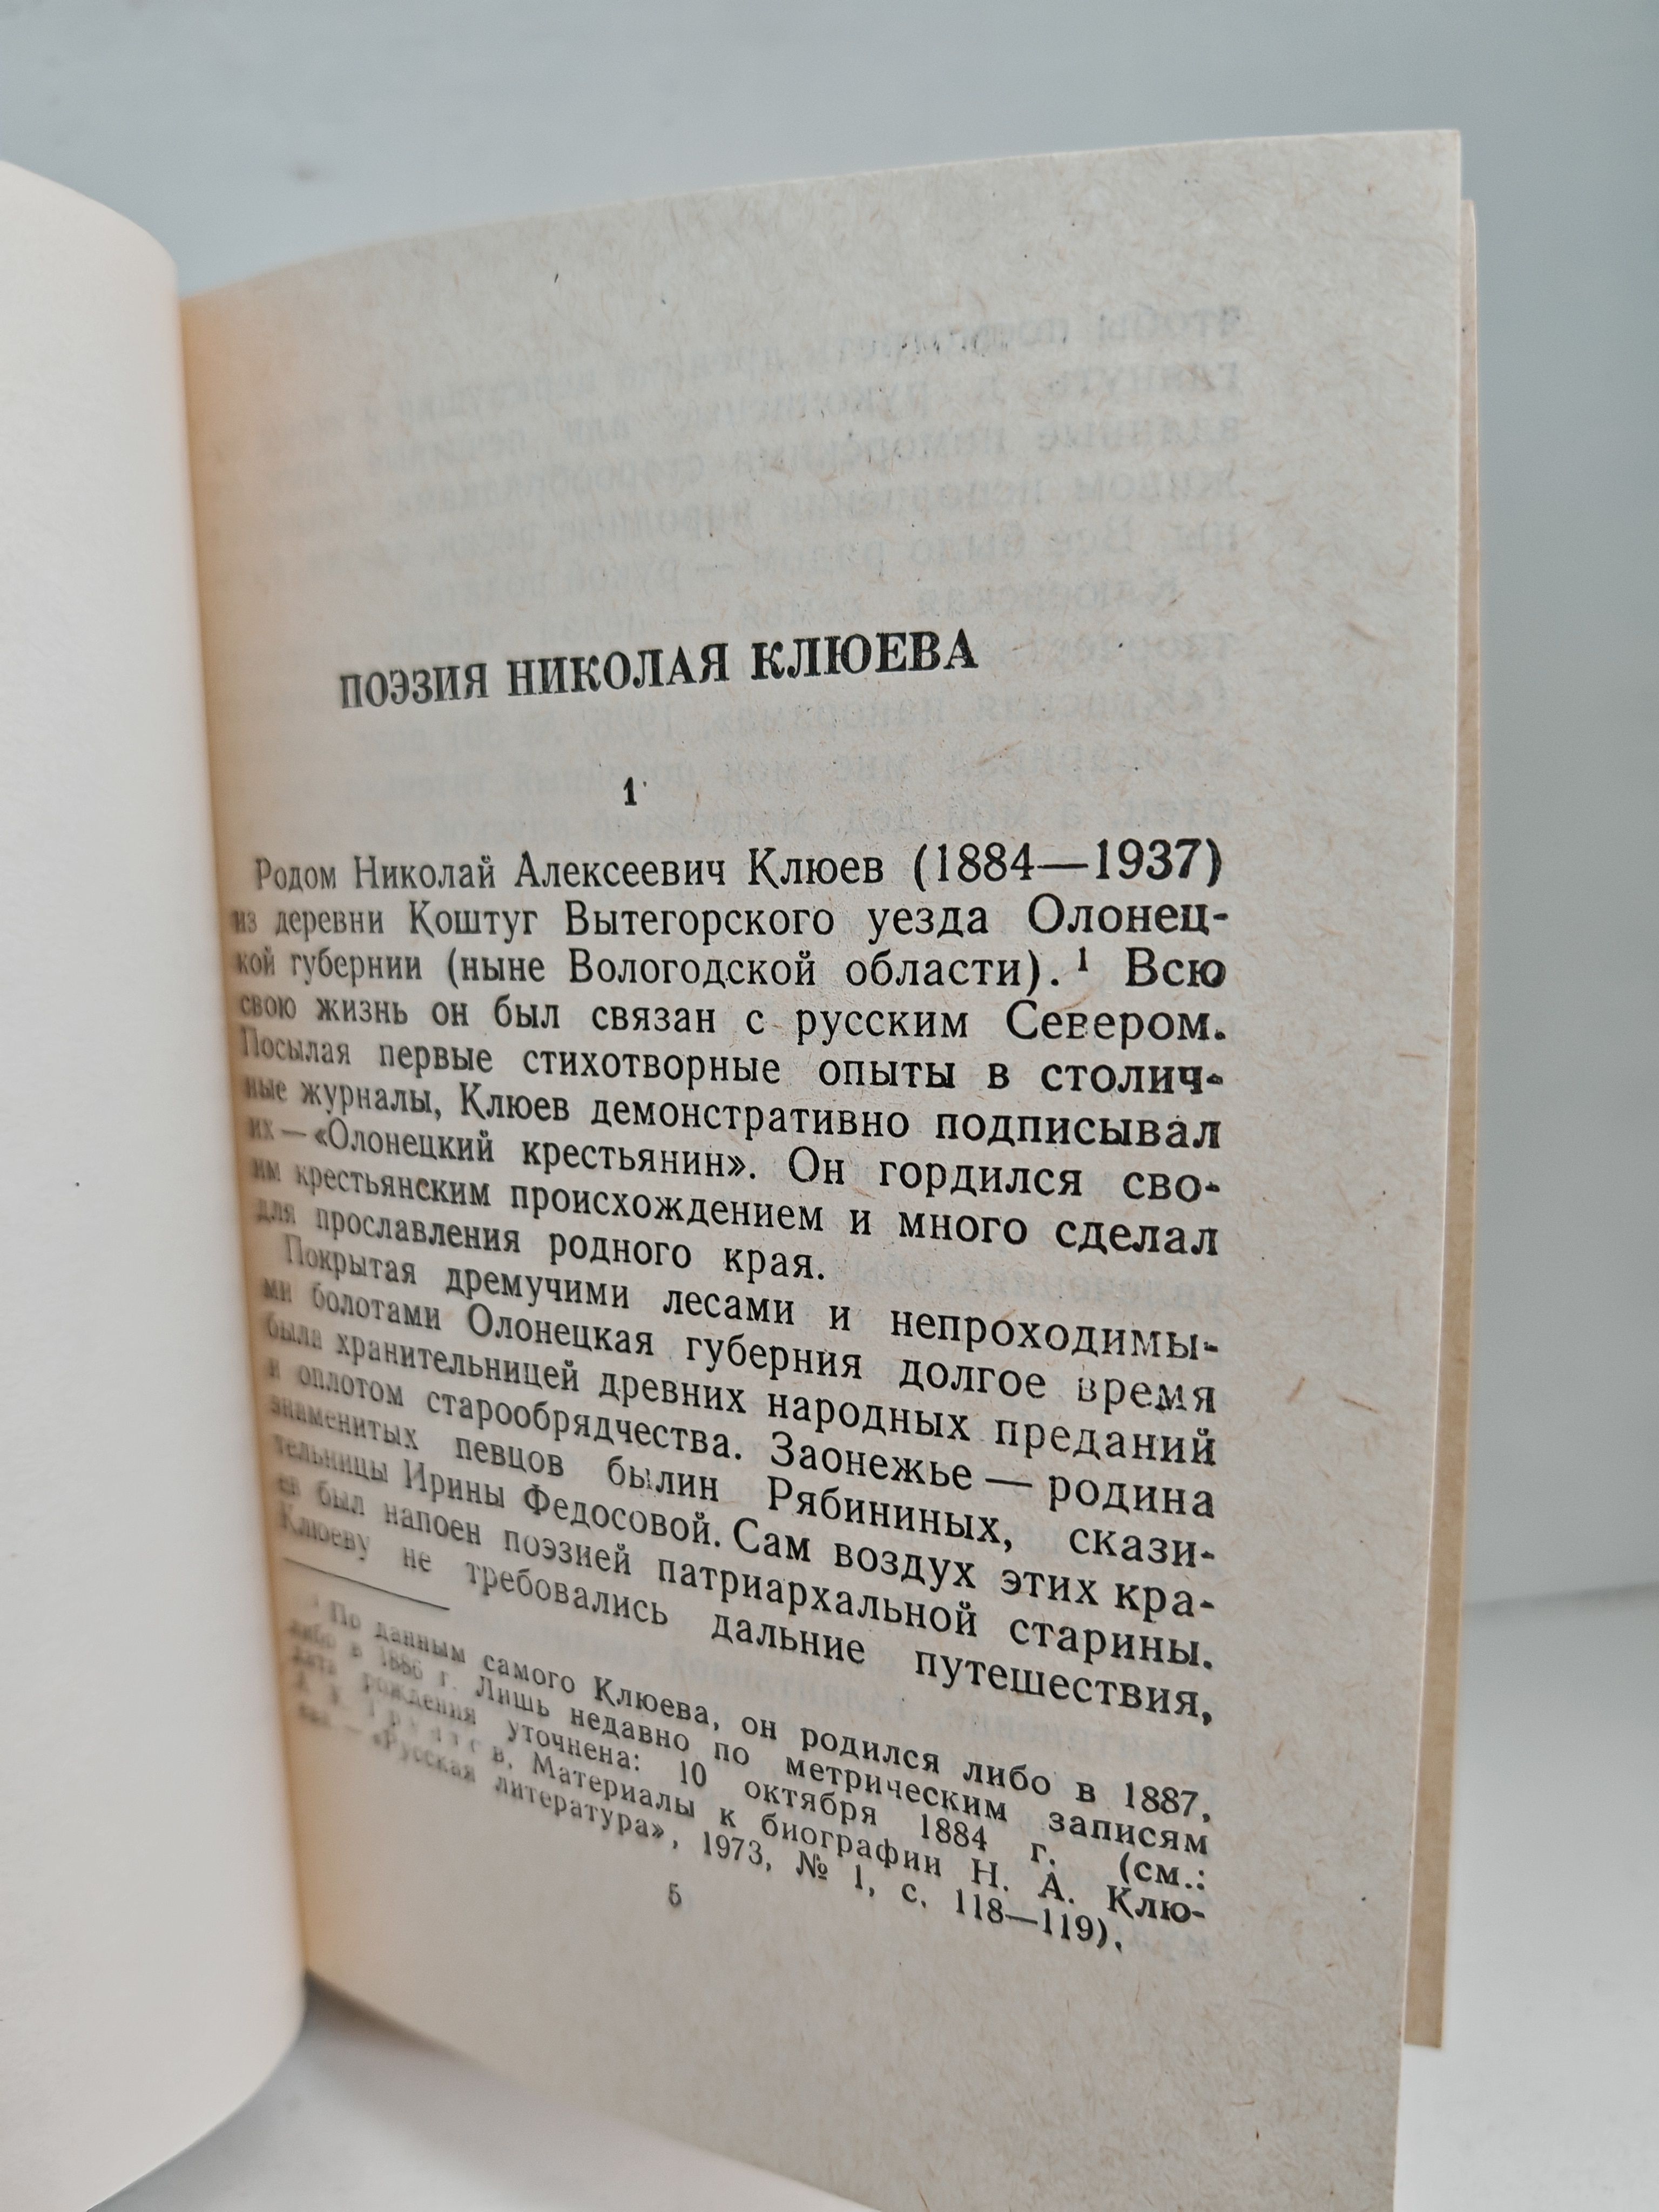 ПОЭЗИЯ НИКОЛАЯ КЛЮЕВА
1
Родом Николай Алексеевич Клюев (1884—1937)
из деревни Коштуг Вытегорского уезда Олонец-
кой губернии (ныне Вологодской области).¹ Всю
свою жизнь он был связан с русским Севером.
Посылая первые стихотворные опыты в столич-
ные журналы, Клюев демонстративно подписывал
их — «Олонецкий крестьянин». Он гордился сво-
им крестьянским происхождением и много сделал
для прославления родного края.
Покрытая дремучими лесами и непроходимы-
ми болотами Олонецкая губерния долгое время
была хранительницей древних народных преданий
и оплотом старообрядчества. Заонежье — родина
знаменитых певцов былин Рябининых, скази-
тельницы Ирины Федосовой. Сам воздух этих кра-
ев был напоен поэзией патриархальной старины.
Клюеву не требовались дальние путешествия,
¹ По данным самого Клюева, он родился либо в 1887,
либо в 1886 г. Лишь недавно по метрическим записям
дата рождения уточнена: 10 октября 1884 г. (см.:
Материалы к биографии Н. А. Клю-
ева. — «Русская литература», 1973, № 1, с. 118—119).
5